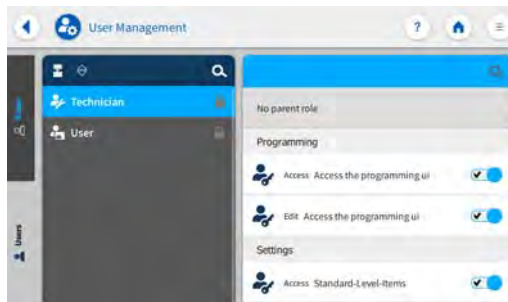 User Management
?
Technician
User
Users
No parent role
Programming
Access Access the programming ui
Edit Access the programming ui
Settings
Access Standard-Level-Items